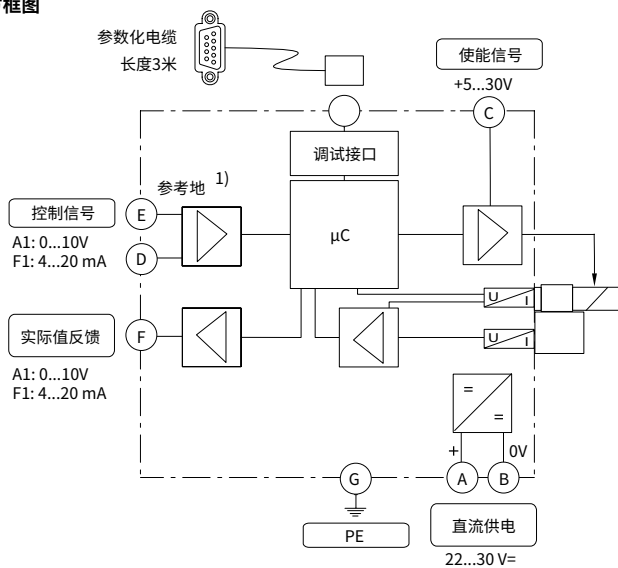 框图
参数化电缆
长度3米
使能信号
+5...30V
C
调试接口
参考地 1)
控制信号
E
A1: 0...10V
F1: 4...20 mA
D
µC
U I
实际值反馈
F
U I
A1: 0...10V
F1: 4...20 mA
=
=
+
0V
G
A
B
PE
直流供电
22...30 V=